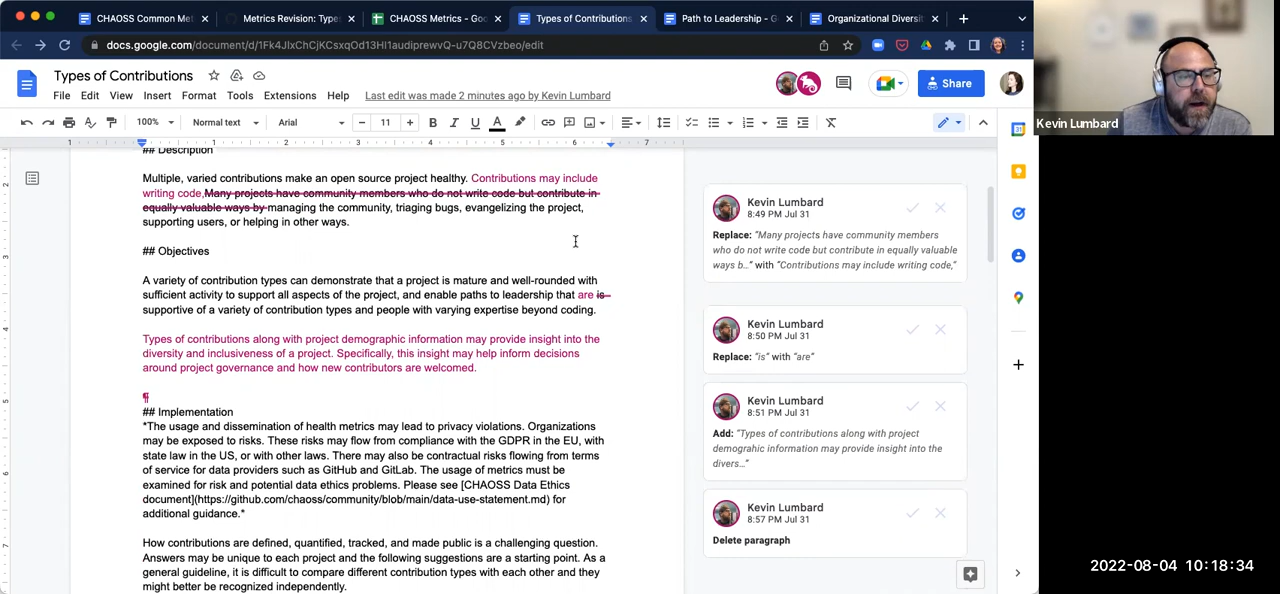 CHAOSS Common Met
Metrics Revision: Type
CHAOSS Metrics - Goo
Types of Contributions
Path to Leadership - G
Organizational Diversit
docs.google.com/document/d/1Fk4JlxChCjKCsxqOd13HI1audiprewvQ-u7Q8CVzbeo/edit
Types of Contributions
File Edit View Insert Format Tools Extensions Help Last edit was made 2 minutes ago by Kevin Lumbard
Share
100% Normal text Arial 11
1 1 2 3 4 5 6 7
## Description
Multiple, varied contributions make an open source project healthy. Contributions may include
writing code,Many projects have community members who do not write code but contribute in
equally valuable ways by managing the community, triaging bugs, evangelizing the project,
supporting users, or helping in other ways.
## Objectives
A variety of contribution types can demonstrate that a project is mature and well-rounded with
sufficient activity to support all aspects of the project, and enable paths to leadership that are is
supportive of a variety of contribution types and people with varying expertise beyond coding.
Types of contributions along with project demographic information may provide insight into the
diversity and inclusiveness of a project. Specifically, this insight may help inform decisions
around project governance and how new contributors are welcomed.
¶
## Implementation
*The usage and dissemination of health metrics may lead to privacy violations. Organizations
may be exposed to risks. These risks may flow from compliance with the GDPR in the EU, with
state law in the US, or with other laws. There may also be contractual risks flowing from terms
of service for data providers such as GitHub and GitLab. The usage of metrics must be
examined for risk and potential data ethics problems. Please see [CHAOSS Data Ethics
document](https://github.com/chaoss/community/blob/main/data-use-statement.md) for
additional guidance.*
How contributions are defined, quantified, tracked, and made public is a challenging question.
Answers may be unique to each project and the following suggestions are a starting point. As a
general guideline, it is difficult to compare different contribution types with each other and they
might better be recognized independently.
Kevin Lumbard
8:49 PM Jul 31
Replace: "Many projects have community members
who do not write code but contribute in equally valuable
ways b..." with "Contributions may include writing code,"
Kevin Lumbard
8:50 PM Jul 31
Replace: "is" with "are"
Kevin Lumbard
8:51 PM Jul 31
Add: "Types of contributions along with project
demograhic information may provide insight into the
divers..."
Kevin Lumbard
8:57 PM Jul 31
Delete paragraph
Kevin Lumbard
2022-08-04 10:18:34